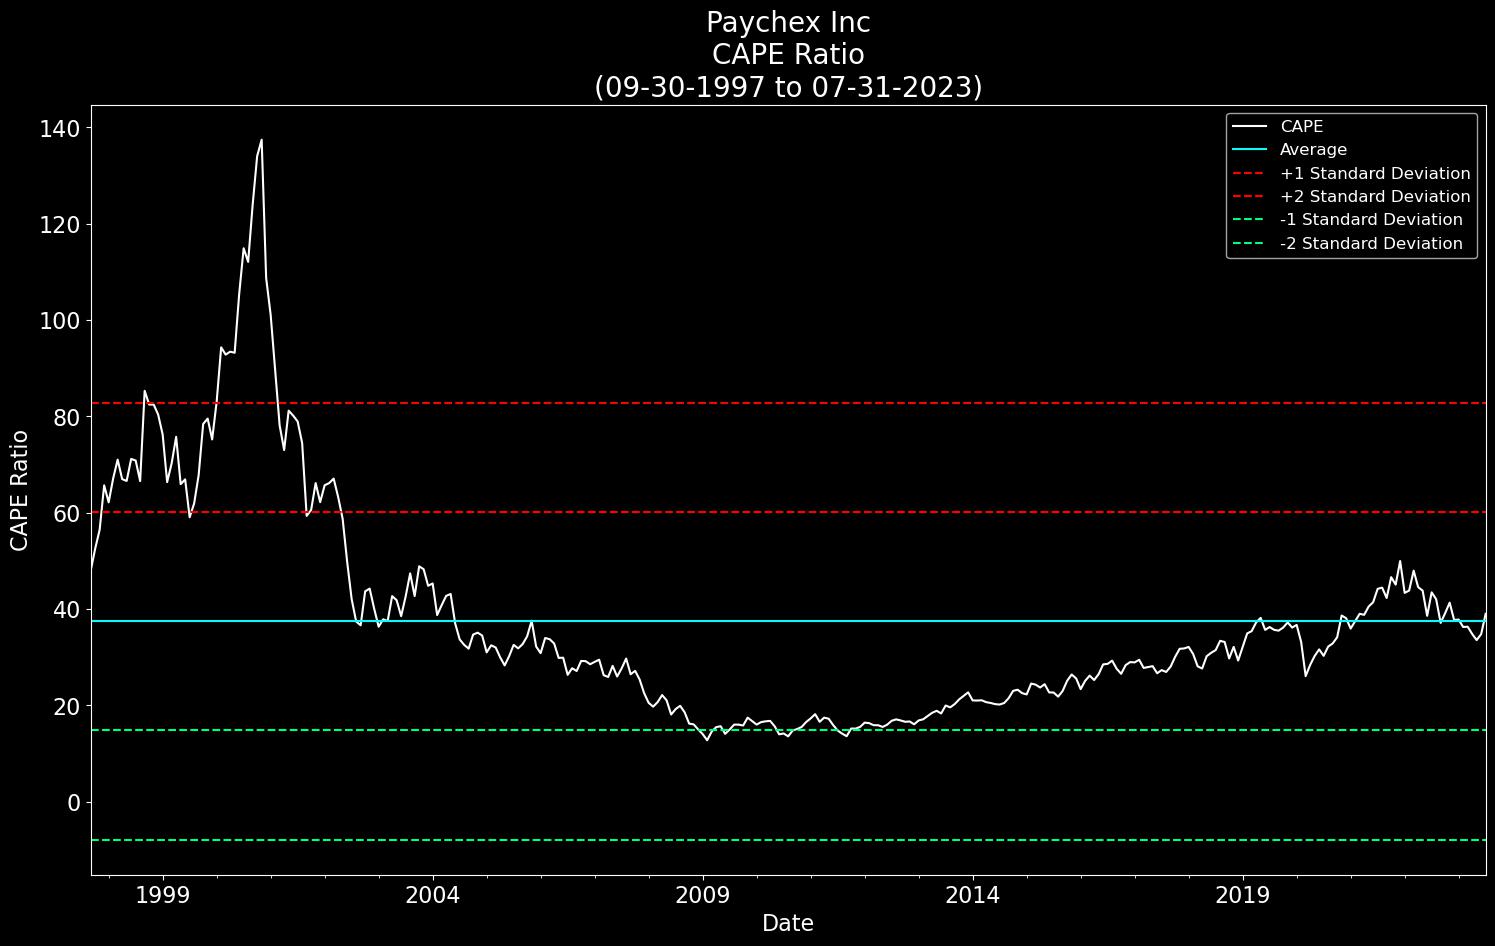 Paychex Inc
CAPE Ratio
(09-30-1997 to 07-31-2023)
CAPE
Average
+1 Standard Deviation
+2 Standard Deviation
-1 Standard Deviation
-2 Standard Deviation
CAPE Ratio
140
120
100
80
60
40
20
0
1999
2004
2009
2014
2019
Date